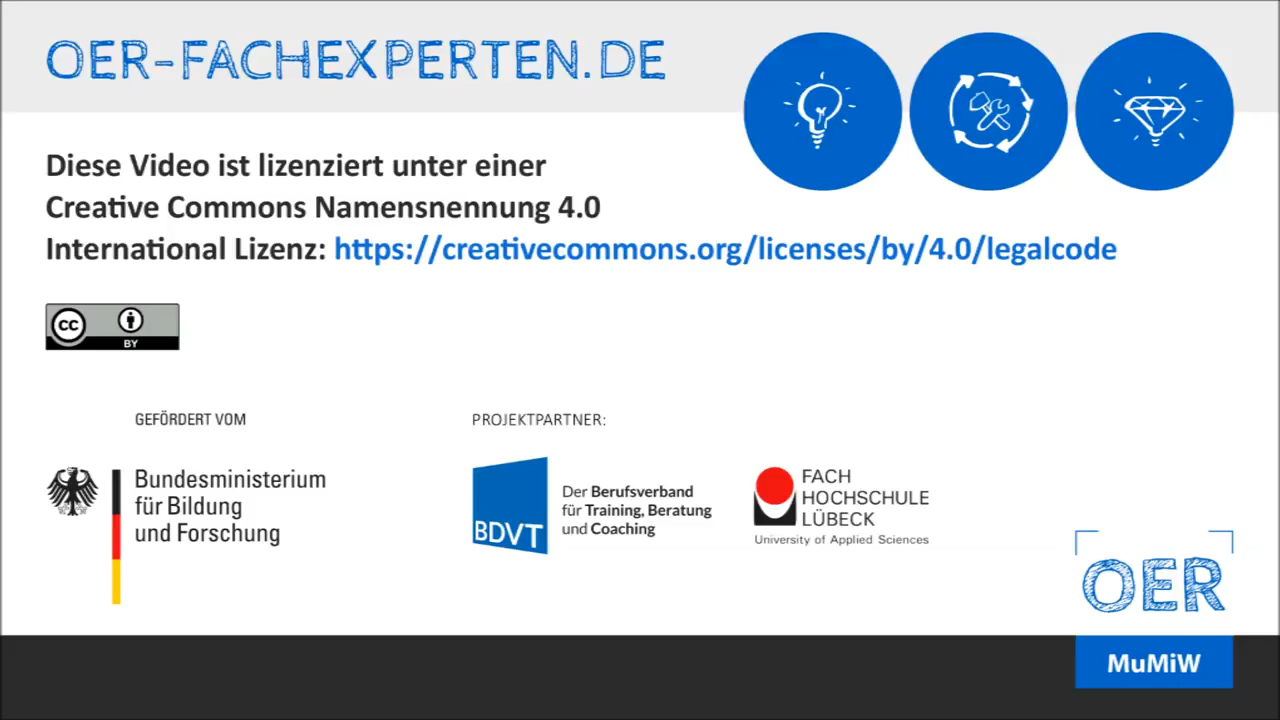 OER-FACHEXPERTEN.DE
Diese Video ist lizenziert unter einer
Creative Commons Namensnennung 4.0
International Lizenz: https://creativecommons.org/licenses/by/4.0/legalcode
cc
BY
GEFÖRDERT VOM
Bundesministerium
für Bildung
und Forschung
PROJEKTPARTNER:
BDVT
Der Berufsverband
für Training, Beratung
und Coaching
FACH
HOCHSCHULE
LÜBECK
University of Applied Sciences
OER
MuMiW